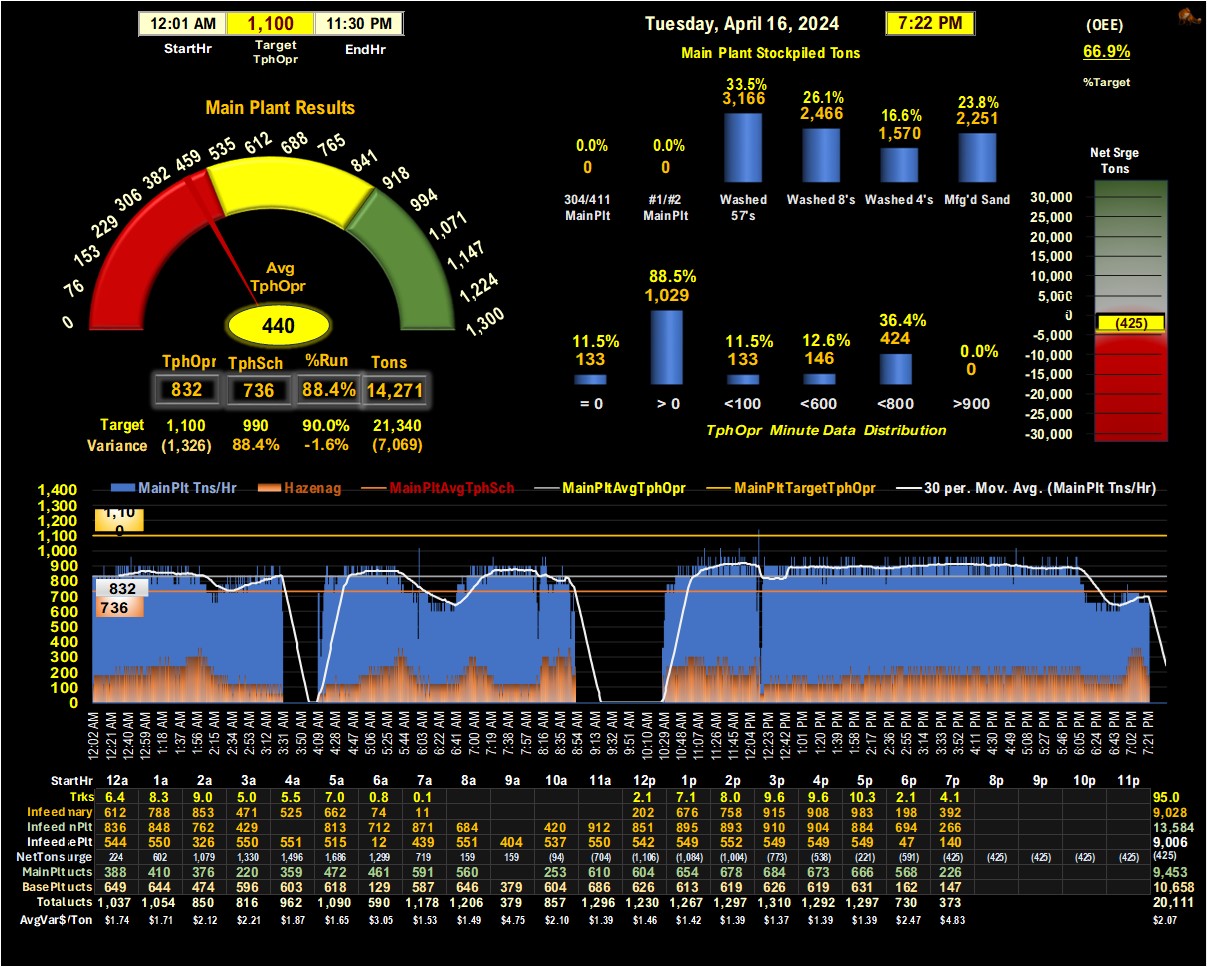 12:01 AM 1,100 11:30 PM
StartHr Target TphOpr EndHr
Tuesday, April 16, 2024 7:22 PM
(OEE)
66.9%
%Target
Main Plant Stockpiled Tons
33.5% 26.1% 16.6% 23.8%
3,166 2,466 1,570 2,251
0.0% 0.0%
0 0
304/411 MainPlt #1/#2 MainPlt Washed 57's Washed 8's Washed 4's Mfg'd Sand
Main Plant Results
0 76 153 229 306 382 459 535 612 688 765 841 918 994 1,071 1,147 1,224 1,300
Avg
TphOpr
440
TphOpr TphSch %Run Tons
832 736 88.4% 14,271
Target 1,100 990 90.0% 21,340
Variance (1,326) 88.4% -1.6% (7,069)
11.5% 88.5% 11.5% 12.6% 36.4% 0.0%
133 1,029 133 146 424 0
= 0 > 0 <100 <600 <800 >900
TphOpr Minute Data Distribution
Net Srge
Tons
30,000
25,000
20,000
15,000
10,000
5,000
0
(425)
-5,000
-10,000
-15,000
-20,000
-25,000
-30,000
MainPlt Tns/Hr Hazenag MainPltAvgTphSch MainPltAvgTphOpr MainPltTargetTphOpr 30 per. Mov. Avg. (MainPlt Tns/Hr)
1,400
1,300
1,200
1,100
1,000
900
800
700
600
500
400
300
200
100
0
1,10
0
832
736
12:02 AM 12:21 AM 12:40 AM 12:59 AM 1:18 AM 1:37 AM 1:56 AM 2:15 AM 2:34 AM 2:53 AM 3:12 AM 3:31 AM 3:50 AM 4:09 AM 4:28 AM 4:47 AM 5:06 AM 5:25 AM 5:44 AM 6:03 AM 6:22 AM 6:41 AM 7:00 AM 7:19 AM 7:38 AM 7:57 AM 8:16 AM 8:35 AM 8:54 AM 9:13 AM 9:32 AM 9:51 AM 10:10 AM 10:29 AM 10:48 AM 11:07 AM 11:26 AM 11:45 AM 12:04 PM 12:23 PM 12:42 PM 1:01 PM 1:20 PM 1:39 PM 1:58 PM 2:17 PM 2:36 PM 2:55 PM 3:14 PM 3:33 PM 3:52 PM 4:11 PM 4:30 PM 4:49 PM 5:08 PM 5:27 PM 5:46 PM 6:05 PM 6:24 PM 6:43 PM 7:02 PM 7:21 PM
StartHr 12a 1a 2a 3a 4a 5a 6a 7a 8a 9a 10a 11a 12p 1p 2p 3p 4p 5p 6p 7p 8p 9p 10p 11p
Trks 6.4 8.3 9.0 5.0 5.5 7.0 0.8 0.1 2.1 7.1 8.0 9.6 9.6 10.3 2.1 4.1 95.0
Infeed mary 612 788 853 471 525 662 74 11 202 676 758 915 908 983 198 392 9,028
Infeed nPlt 836 848 762 429 813 712 871 684 420 912 851 895 893 910 904 884 694 266 13,584
Infeed ePlt 544 550 326 550 551 515 12 439 551 404 537 550 542 549 552 549 549 549 47 140 9,006
NetTons urge 224 602 1,079 1,330 1,496 1,686 1,299 719 159 159 (94) (704) (1,106) (1,084) (1,004) (773) (538) (221) (591) (425) (425) (425) (425) (425) (425)
MainPlt ucts 388 410 376 220 359 472 461 591 560 253 610 604 654 678 684 673 666 568 226 9,453
BasePlt ucts 649 644 474 596 603 618 129 587 646 379 604 686 626 613 619 626 619 631 162 147 10,658
Total ucts 1,037 1,054 850 816 962 1,090 590 1,178 1,206 379 857 1,296 1,230 1,267 1,297 1,310 1,292 1,297 730 373 20,111
AvgVar$/Ton $1.74 $1.71 $2.12 $2.21 $1.87 $1.65 $3.05 $1.53 $1.49 $4.75 $2.10 $1.39 $1.46 $1.42 $1.39 $1.37 $1.39 $1.39 $2.47 $4.83 $2.07